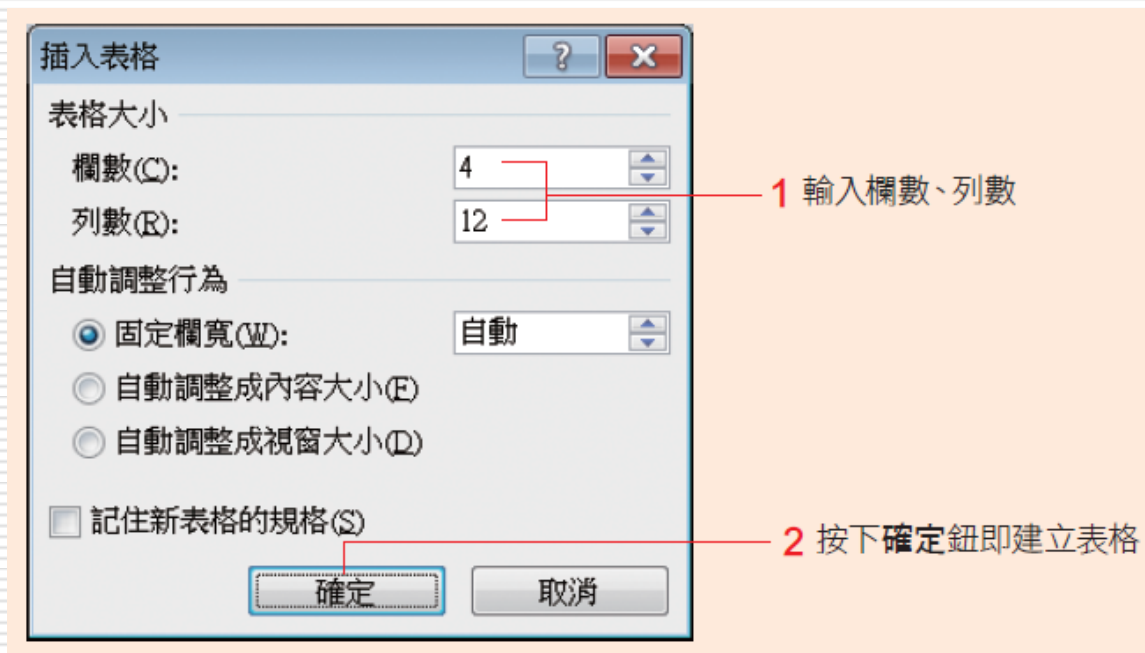 插入表格
表格大小
欄數(C): 4
列數(R): 12
1 輸入欄數、列數
自動調整行為
固定欄寬(W): 自動
自動調整成內容大小(F)
自動調整成視窗大小(D)
記住新表格的規格(S)
2 按下確定鈕即建立表格
確定 取消